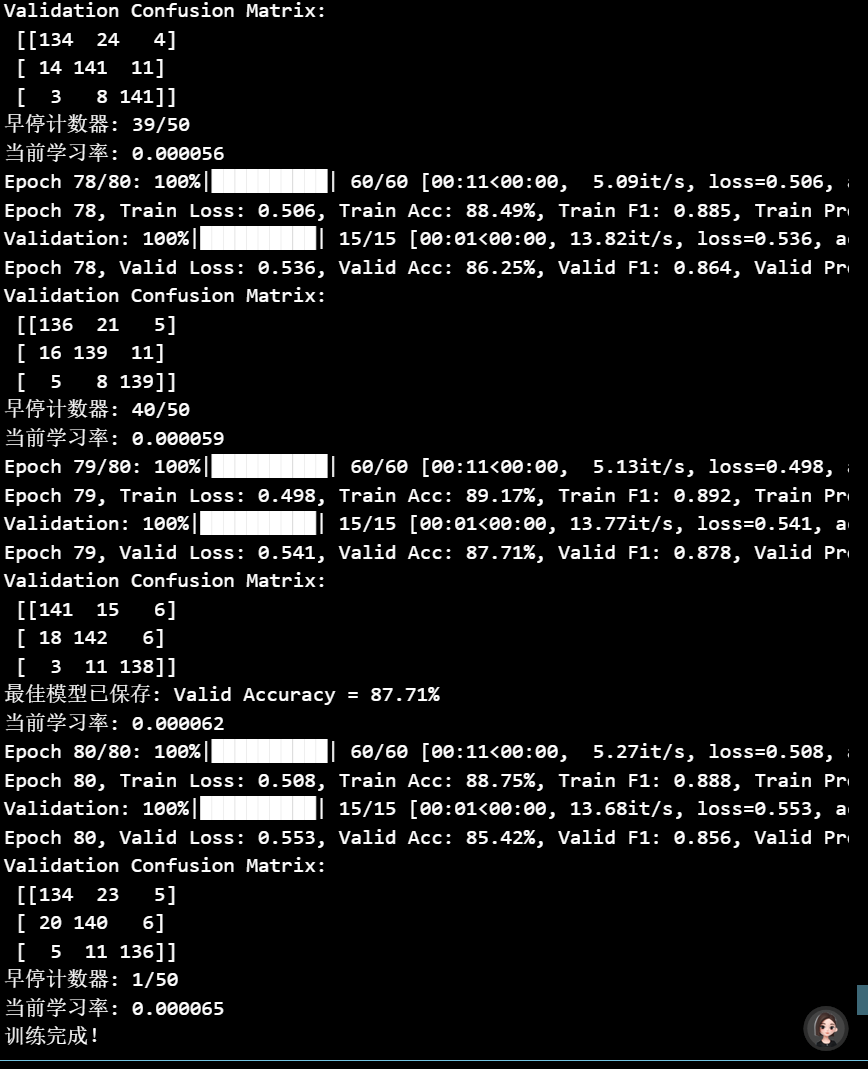 Validation Confusion Matrix:
[[134 24 4]
[ 14 141 11]
[ 3 8 141]]
早停计数器: 39/50
当前学习率: 0.000056
Epoch 78/80: 100%|██████████| 60/60 [00:11<00:00, 5.09it/s, loss=0.506,
Epoch 78, Train Loss: 0.506, Train Acc: 88.49%, Train F1: 0.885, Train Pr
Validation: 100%|██████████| 15/15 [00:01<00:00, 13.82it/s, loss=0.536, a
Epoch 78, Valid Loss: 0.536, Valid Acc: 86.25%, Valid F1: 0.864, Valid Pr
Validation Confusion Matrix:
[[136 21 5]
[ 16 139 11]
[ 5 8 139]]
早停计数器: 40/50
当前学习率: 0.000059
Epoch 79/80: 100%|██████████| 60/60 [00:11<00:00, 5.13it/s, loss=0.498,
Epoch 79, Train Loss: 0.498, Train Acc: 89.17%, Train F1: 0.892, Train Pr
Validation: 100%|██████████| 15/15 [00:01<00:00, 13.77it/s, loss=0.541, a
Epoch 79, Valid Loss: 0.541, Valid Acc: 87.71%, Valid F1: 0.878, Valid Pr
Validation Confusion Matrix:
[[141 15 6]
[ 18 142 6]
[ 3 11 138]]
最佳模型已保存: Valid Accuracy = 87.71%
当前学习率: 0.000062
Epoch 80/80: 100%|██████████| 60/60 [00:11<00:00, 5.27it/s, loss=0.508,
Epoch 80, Train Loss: 0.508, Train Acc: 88.75%, Train F1: 0.888, Train Pr
Validation: 100%|██████████| 15/15 [00:01<00:00, 13.68it/s, loss=0.553, a
Epoch 80, Valid Loss: 0.553, Valid Acc: 85.42%, Valid F1: 0.856, Valid Pr
Validation Confusion Matrix:
[[134 23 5]
[ 20 140 6]
[ 5 11 136]]
早停计数器: 1/50
当前学习率: 0.000065
训练完成!